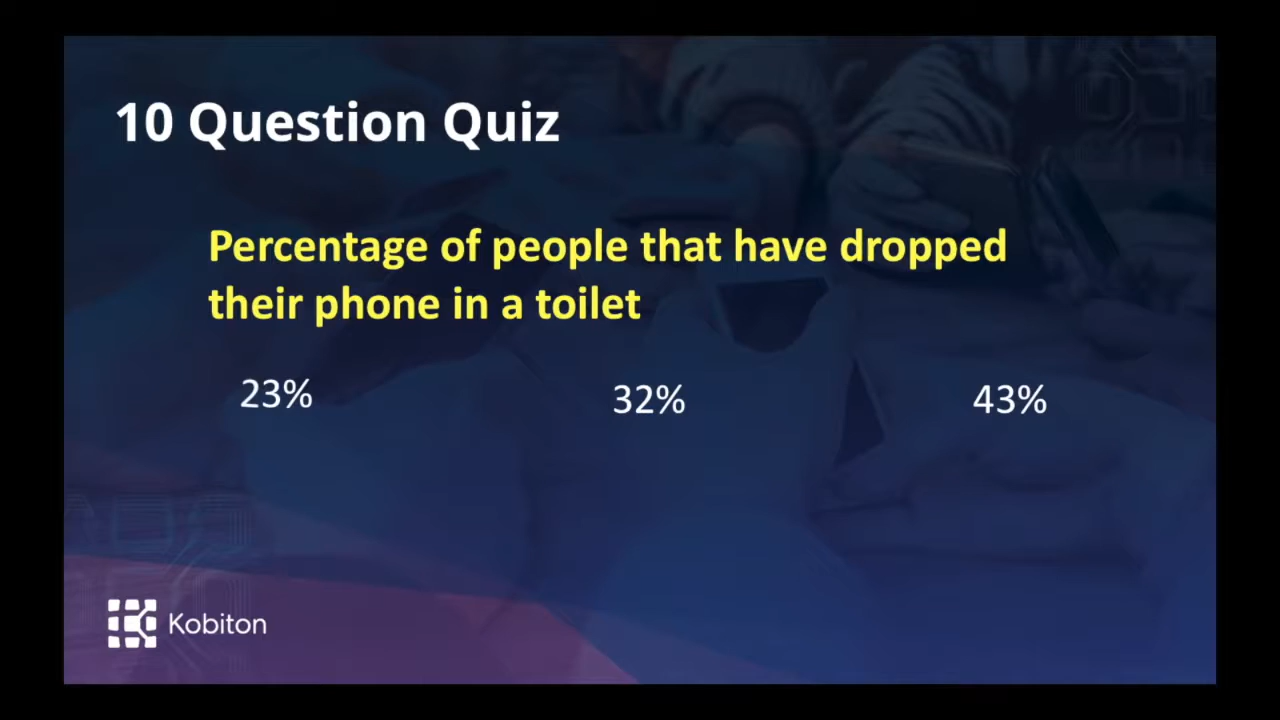 10 Question Quiz
Percentage of people that have dropped
their phone in a toilet
23% 32% 43%
Kobiton